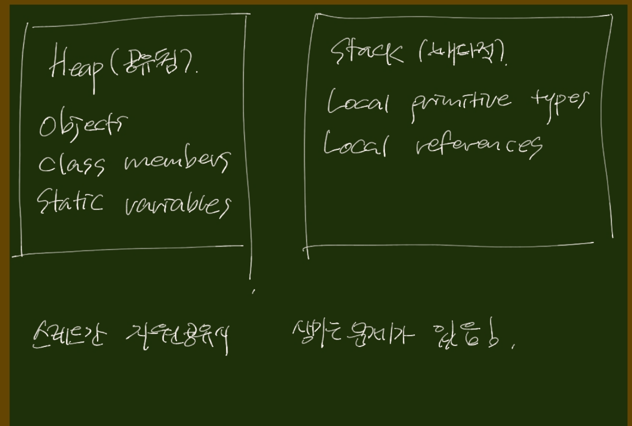 Heap (공유됨).
Objects
Class members
Static variables
Stack (배타적).
Local primitive types
Local references
스레드간 자원공유시 생기는 문제가 있음!